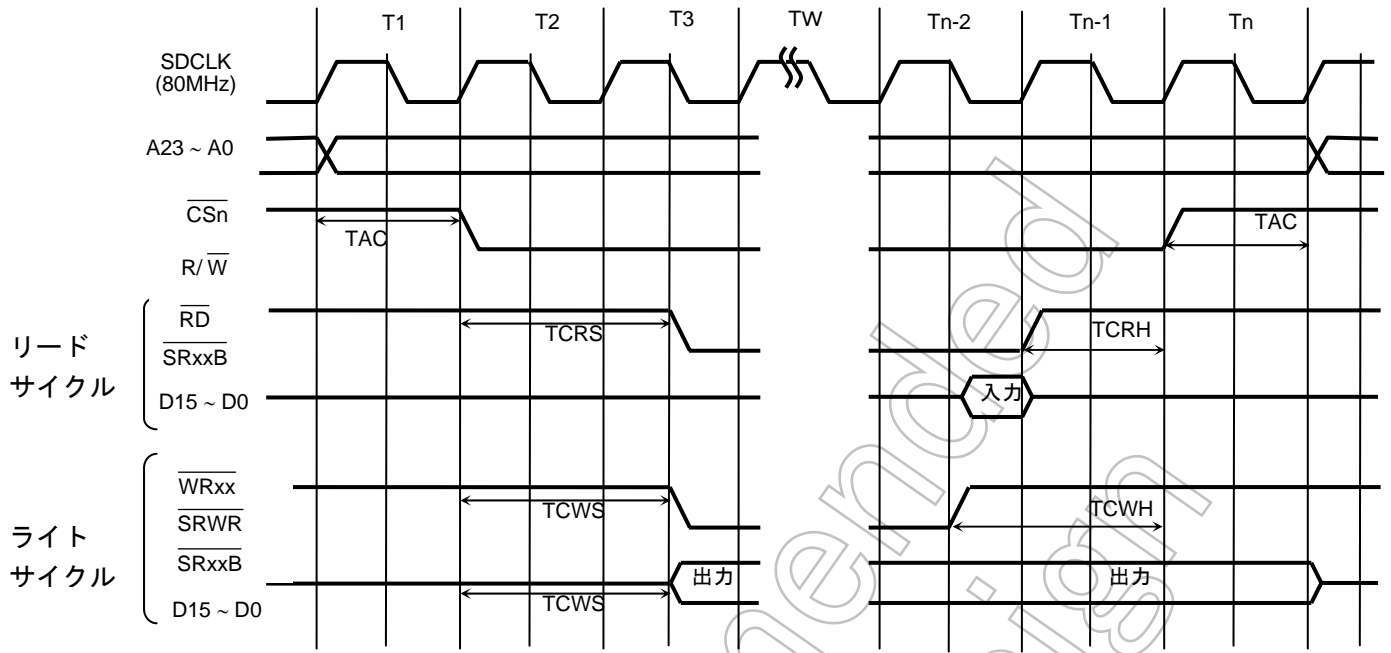 T1 T2 T3 TW Tn-2 Tn-1 Tn
SDCLK
(80MHz)
A23 ~ A0
CSn
TAC TAC
R/ W
リード
サイクル
RD
TCRS TCRH
SRxxB
D15 ~ D0
入力
ライト
サイクル
WRxx
TCWS TCWH
SRWR
SRxxB
出力 出力
TCWS
D15 ~ D0